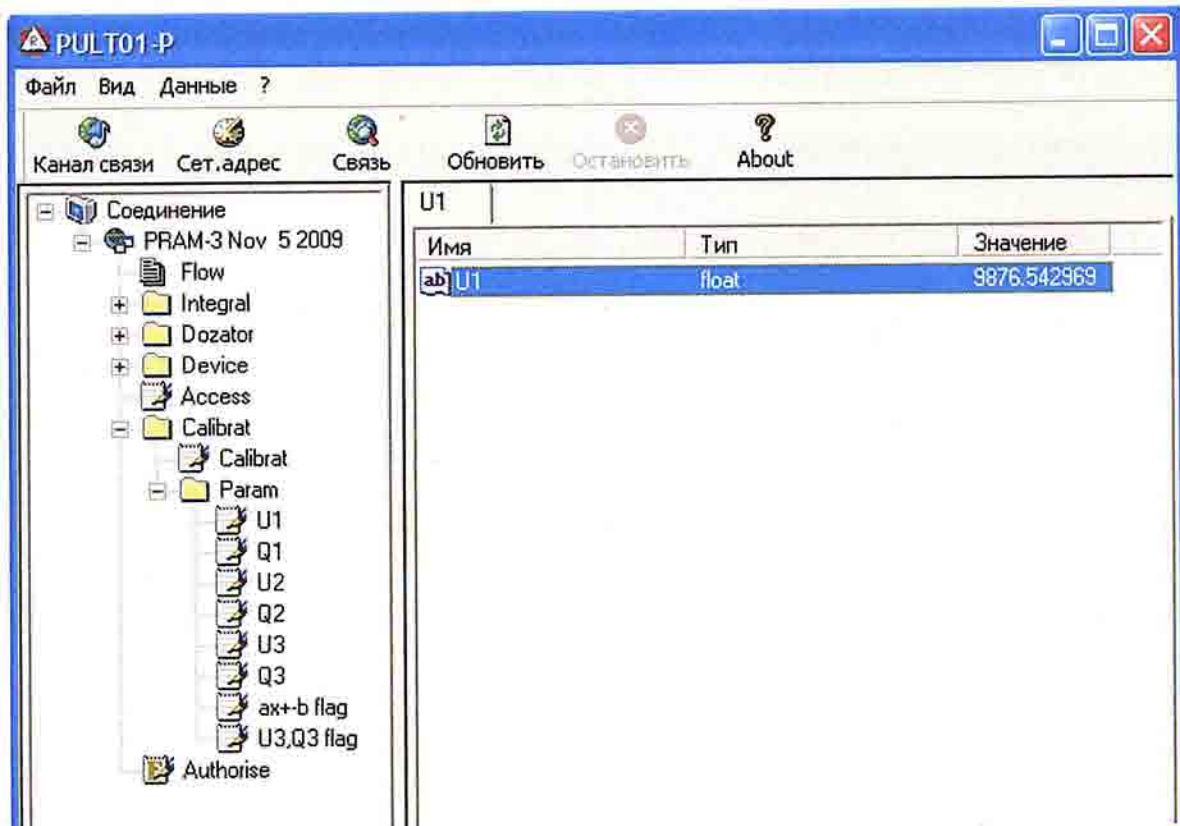 PULT01-P
Файл Вид Данные ?
Канал связи Сет.адрес Связь Обновить Остановить About
Соединение
PRAM-3 Nov 5 2009
Flow
Integral
Dozator
Device
Access
Calibrat
Calibrat
Param
U1
Q1
U2
Q2
U3
Q3
ax+-b flag
U3,Q3 flag
Authorise
U1
Имя Тип Значение
ab U1 float 9876.542969